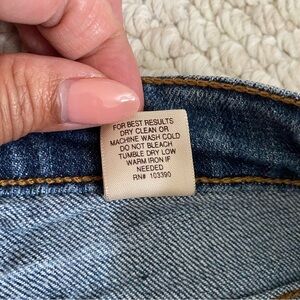 FOR BEST RESULTS
DRY CLEAN OR
MACHINE WASH COLD
DO NOT BLEACH
TUMBLE DRY LOW
WARM IRON IF
NEEDED
RN# 103390